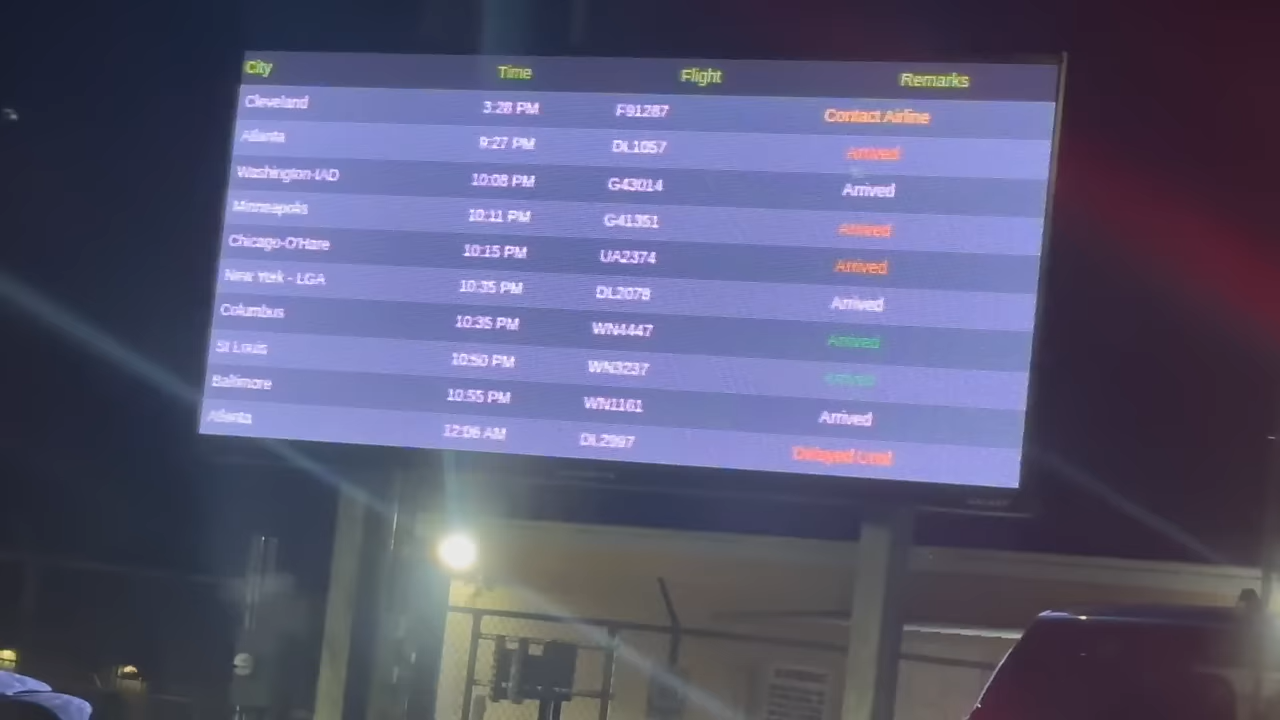 City Time Flight Remarks
Cleveland 3:28 PM F91287 Contact Airline
Atlanta 9:27 PM DL1057 Arrived
Washington-IAD 10:08 PM G43014 Arrived
Minneapolis 10:11 PM G41351 Arrived
Chicago-O'Hare 10:15 PM UA2374 Arrived
New York - LGA 10:35 PM DL2078 Arrived
Columbus 10:35 PM WN4447 Arrived
St Louis 10:50 PM WN3237 Arrived
Baltimore 10:55 PM WN1161 Arrived
Atlanta 12:06 AM DL2997 Delayed